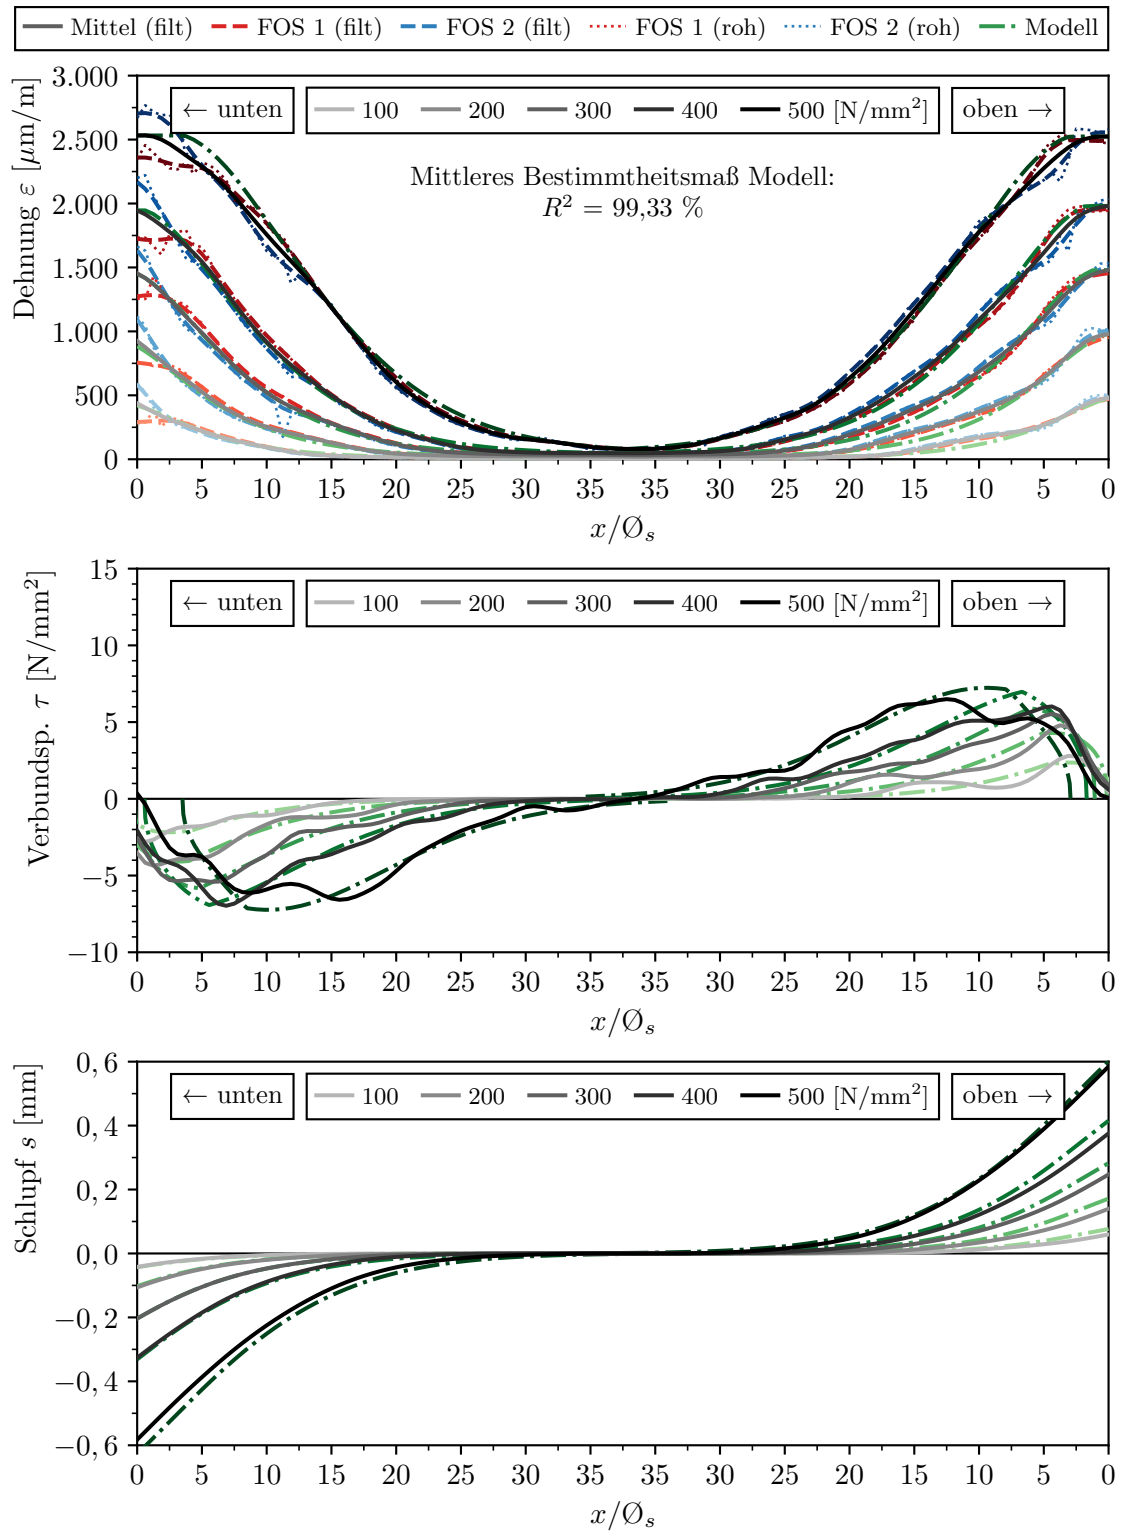 Mittel (filt) FOS 1 (filt) FOS 2 (filt) FOS 1 (roh) FOS 2 (roh) Modell
Dehnung ε [μm/m]
3.000
2.500
2.000
1.500
1.000
500
0
← unten
100 200 300 400 500 [N/mm²]
oben →
Mittleres Bestimmtheitsmaß Modell:
R² = 99,33 %
0 5 10 15 20 25 30 35 30 25 20 15 10 5 0
x/Ø_s
Verbundsp. τ [N/mm²]
15
10
5
0
−5
−10
← unten
100 200 300 400 500 [N/mm²]
oben →
0 5 10 15 20 25 30 35 30 25 20 15 10 5 0
x/Ø_s
Schlupf s [mm]
0,6
0,4
0,2
0,0
−0,2
−0,4
−0,6
← unten
100 200 300 400 500 [N/mm²]
oben →
0 5 10 15 20 25 30 35 30 25 20 15 10 5 0
x/Ø_s